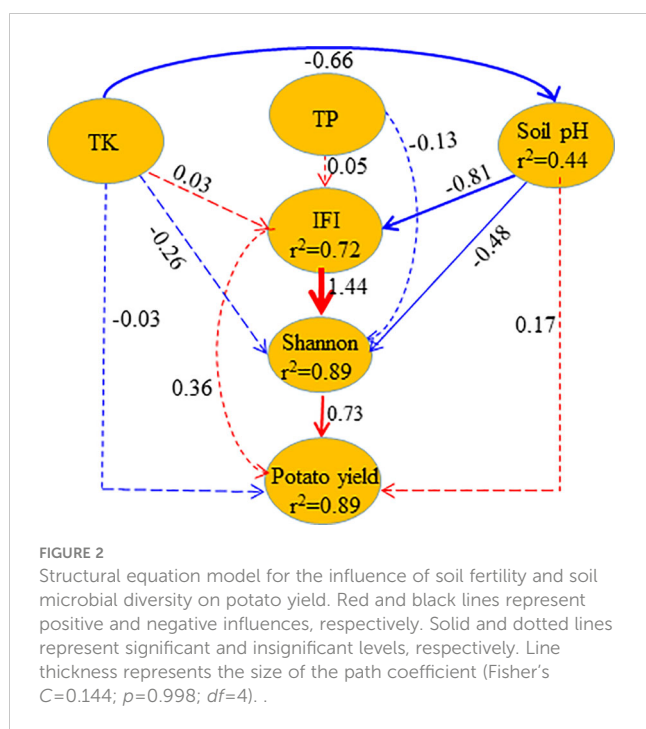 -0.66
TK
TP
Soil pH
r²=0.44
-0.13
0.03
0.05
-0.81
IFI
r²=0.72
-0.26
-0.48
1.44
-0.03
Shannon
r²=0.89
0.17
0.36
0.73
Potato yield
r²=0.89
FIGURE 2
Structural equation model for the influence of soil fertility and soil
microbial diversity on potato yield. Red and black lines represent
positive and negative influences, respectively. Solid and dotted lines
represent significant and insignificant levels, respectively. Line
thickness represents the size of the path coefficient (Fisher's
C=0.144; p=0.998; df=4). .